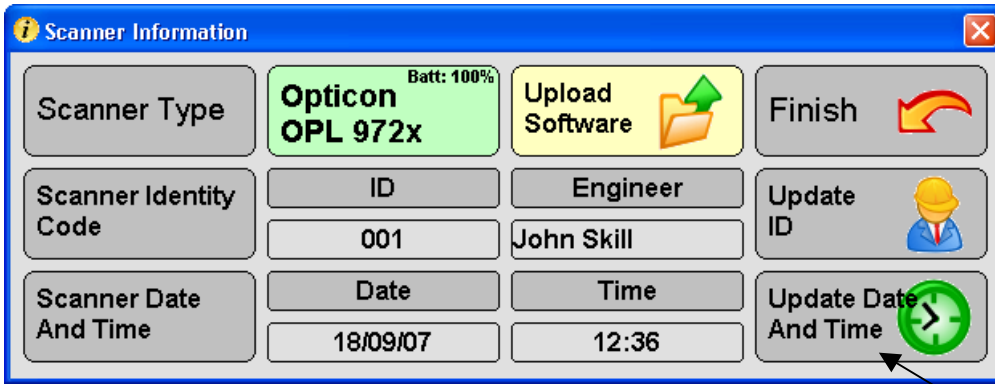 Scanner Information
Scanner Type
Batt: 100%
Opticon
OPL 972x
Upload
Software
Finish
Scanner Identity
Code
ID
Engineer
001
John Skill
Update
ID
Scanner Date
And Time
Date
Time
18/09/07
12:36
Update Date
And Time